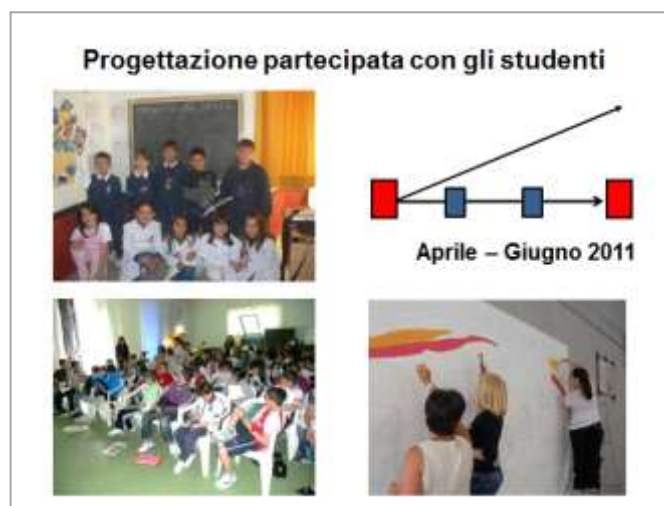 Progettazione partecipata con gli studenti
Aprile – Giugno 2011